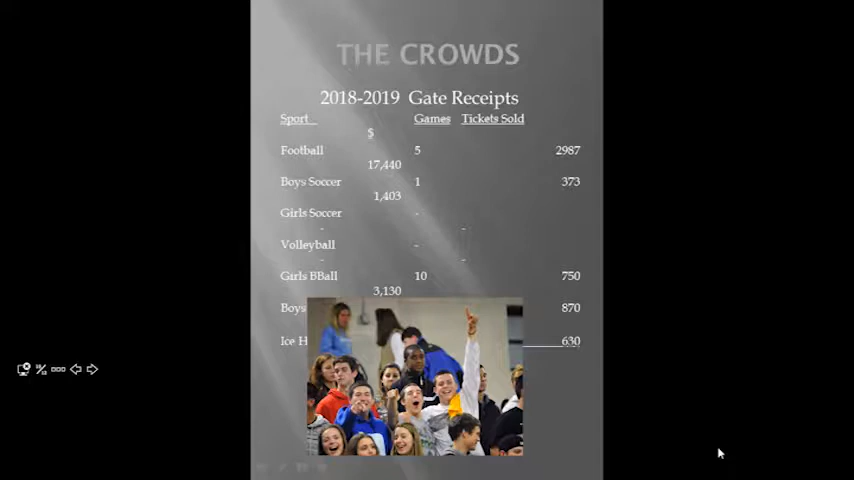 THE CROWDS
2018-2019 Gate Receipts
Sport Games Tickets Sold
$
Football 5 2987
17,440
Boys Soccer 1 373
1,403
Girls Soccer -
- -
Volleyball -
- -
Girls BBall 10 750
3,130
Boys 870
Ice H 630